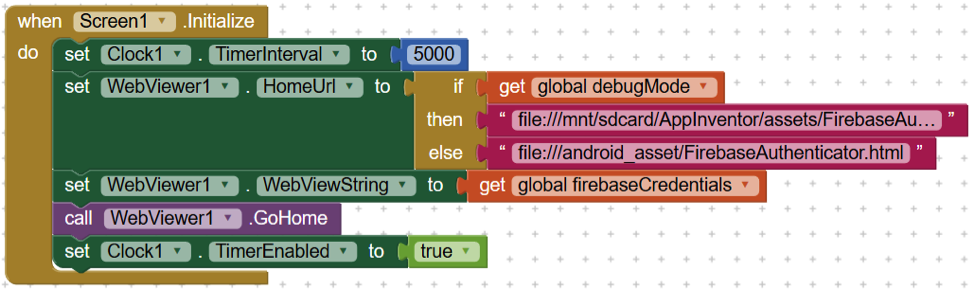 when Screen1 .Initialize
do set Clock1 . TimerInterval to 5000
set WebViewer1 . HomeUrl to if get global debugMode
then “ file:///mnt/sdcard/AppInventor/assets/FirebaseAu... ”
else “ file:///android_asset/FirebaseAuthenticator.html ”
set WebViewer1 . WebViewString to get global firebaseCredentials
call WebViewer1 .GoHome
set Clock1 . TimerEnabled to true